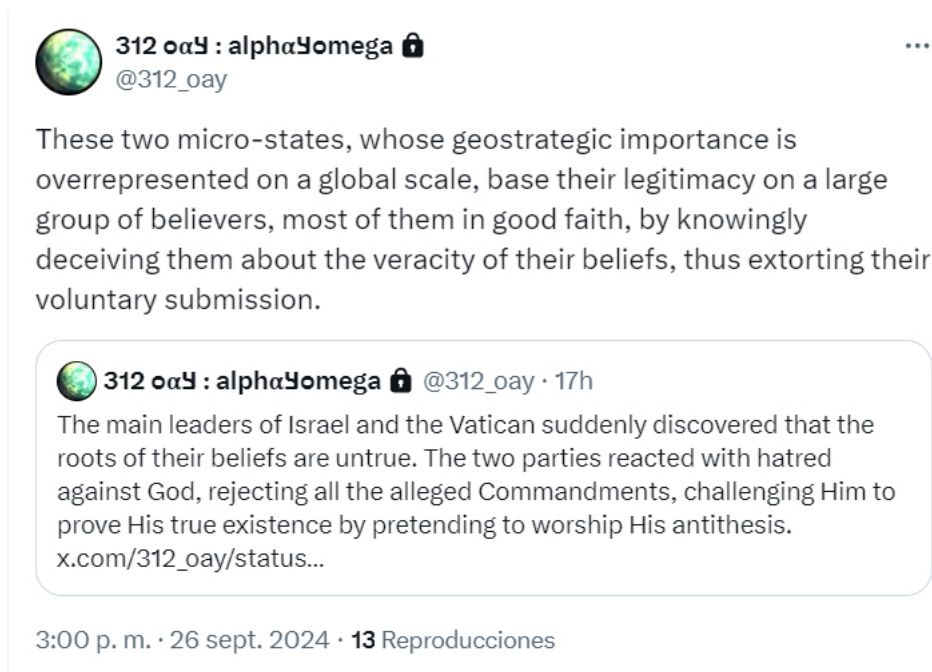 312 oαY : alphαYomega
@312_oay
These two micro-states, whose geostrategic importance is
overrepresented on a global scale, base their legitimacy on a large
group of believers, most of them in good faith, by knowingly
deceiving them about the veracity of their beliefs, thus extorting their
voluntary submission.
312 oαY : alphαYomega @312_oay · 17h
The main leaders of Israel and the Vatican suddenly discovered that the
roots of their beliefs are untrue. The two parties reacted with hatred
against God, rejecting all the alleged Commandments, challenging Him to
prove His true existence by pretending to worship His antithesis.
x.com/312_oay/status...
3:00 p. m. · 26 sept. 2024 · 13 Reproducciones